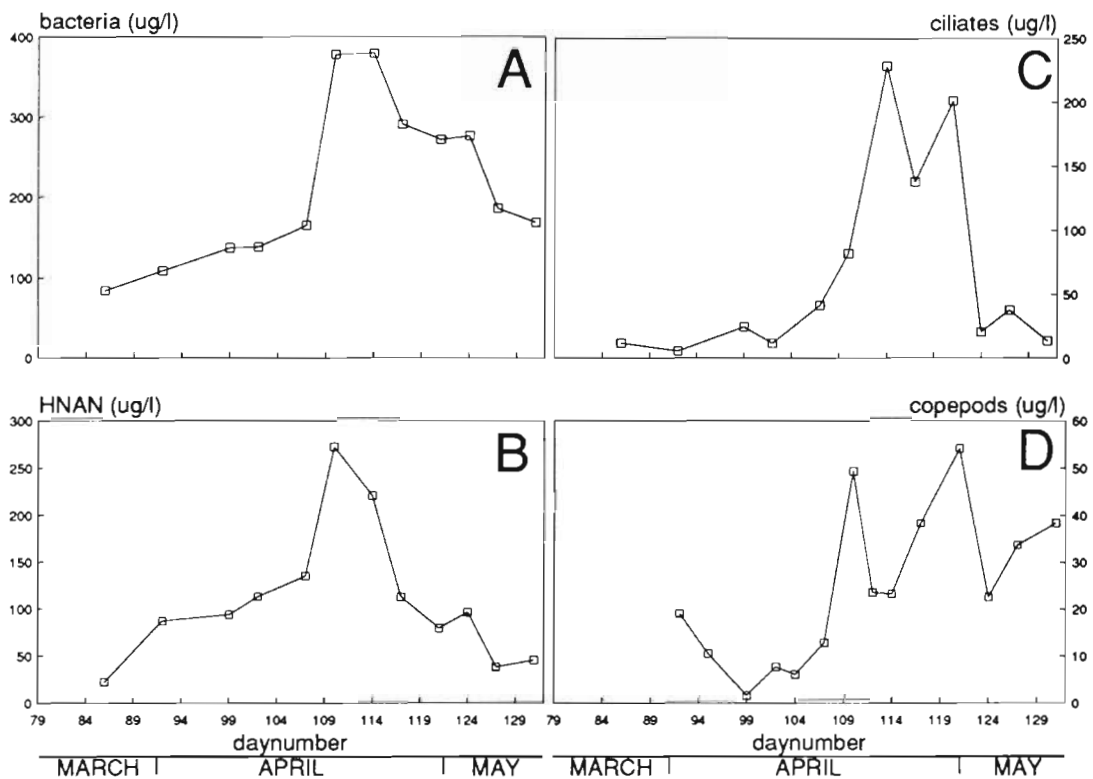 bacteria (ug/l)
ciliates (ug/l)
A
C
400
300
200
100
0
250
200
150
100
50
0
HNAN (ug/l)
copepods (ug/l)
B
D
300
250
200
150
100
50
0
60
50
40
30
20
10
0
79 84 89 94 99 104 109 114 119 124 129
79 84 89 94 99 104 109 114 119 124 129
daynumber
daynumber
MARCH | APRIL | MAY
MARCH | APRIL | MAY